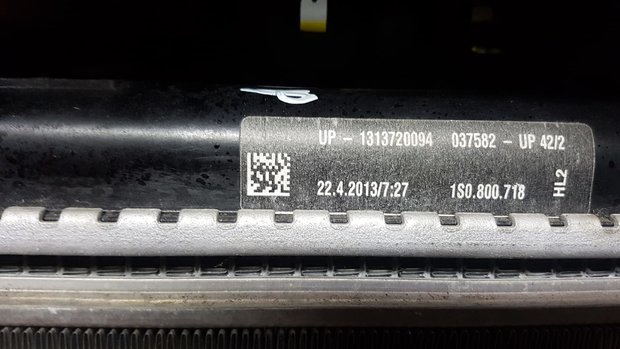 UP - 1313720094 037582 - UP 42/2
22.4.2013/7:27 1S0.800.718
HL2